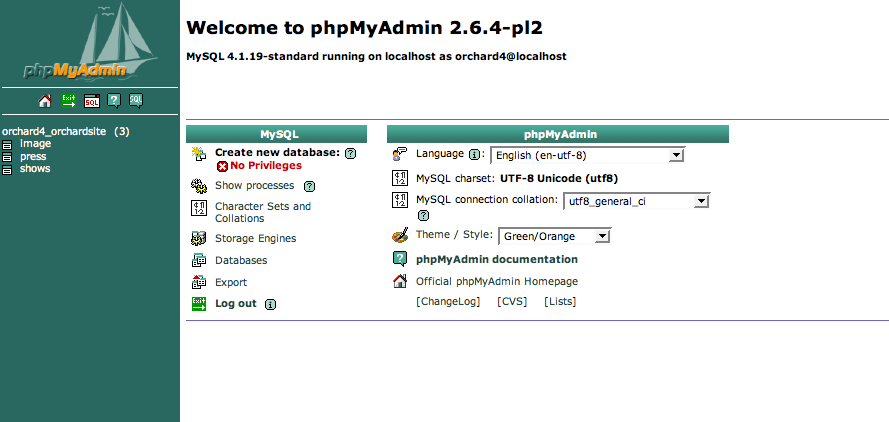 phpMyAdmin
Exit
SQL
?
SQL
orchard4_orchardsite (3)
Image
press
shows
Welcome to phpMyAdmin 2.6.4-pl2
MySQL 4.1.19-standard running on localhost as orchard4@localhost
MySQL
Create new database: ?
No Privileges
Show processes ?
Character Sets and
Collations
Storage Engines
Databases
Export
Exit Log out i
phpMyAdmin
Language i: English (en-utf-8)
MySQL charset: UTF-8 Unicode (utf8)
MySQL connection collation: utf8_general_ci
?
Theme / Style: Green/Orange
? phpMyAdmin documentation
Official phpMyAdmin Homepage
[ChangeLog] [CVS] [Lists]